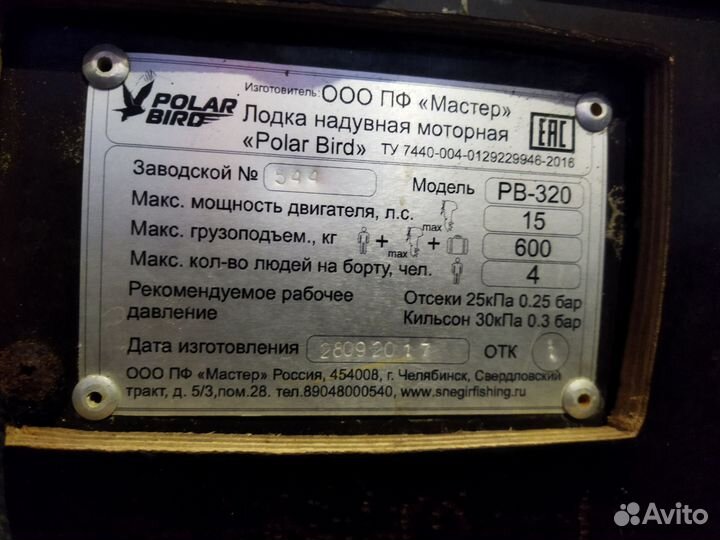 POLAR BIRD
Изготовитель: ООО ПФ «Мастер»
Лодка надувная моторная
«Polar Bird» ТУ 7440-004-0129229946-2016
EAC
Заводской № 544 Модель PB-320
Макс. мощность двигателя, л.с. 15
Макс. грузоподъем., кг + max max + 600
Макс. кол-во людей на борту, чел. 4
Рекомендуемое рабочее Отсеки 25кПа 0.25 бар
давление Кильсон 30кПа 0.3 бар
Дата изготовления 28092017 ОТК 1
ООО ПФ «Мастер» Россия, 454008, г. Челябинск, Свердловский
тракт, д. 5/3,пом.28. тел.89048000540, www.snegirfishing.ru
Avito